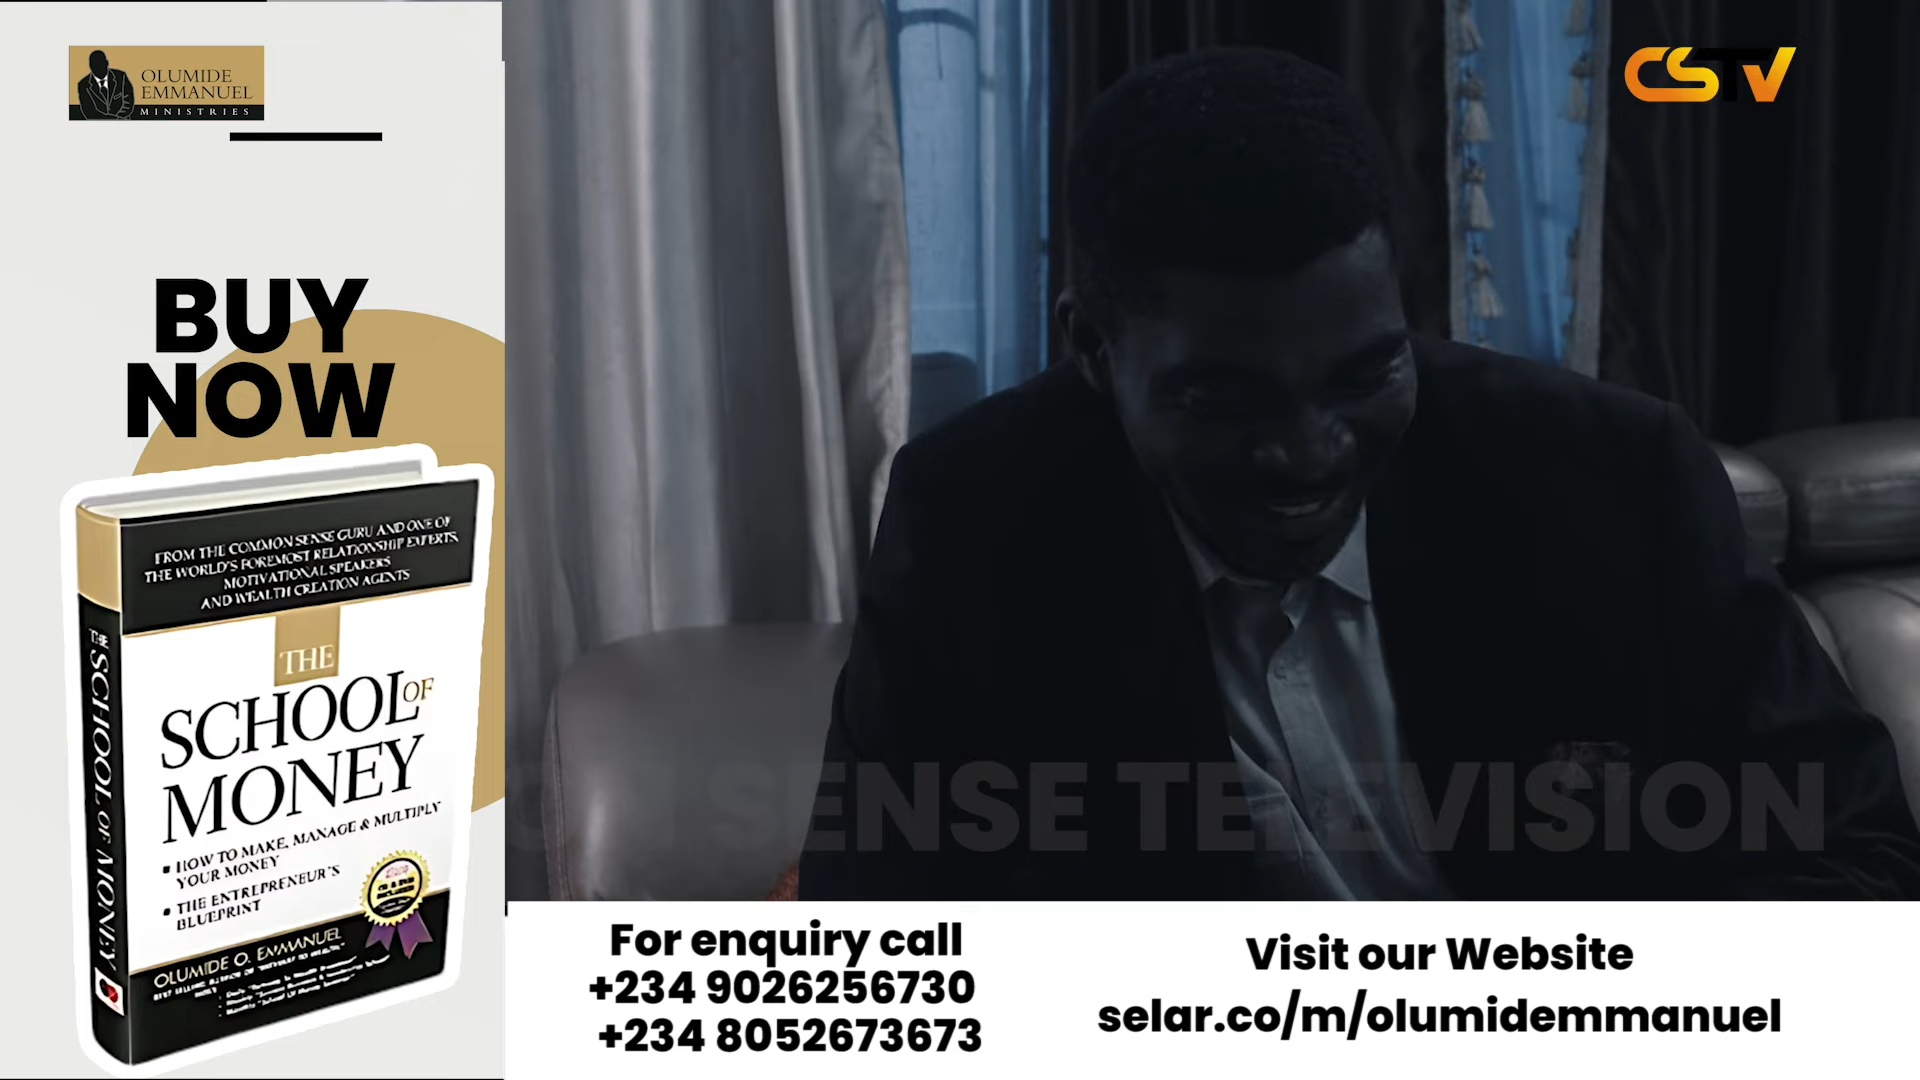 OLUMIDE
EMMANUEL
MINISTRIES
CSTV
BUY
NOW
FROM THE COMMON SENSE GURU AND ONE OF
THE WORLD'S FOREMOST RELATIONSHIP EXPERTS,
MOTIVATIONAL SPEAKERS
AND WEALTH CREATION AGENTS
THE
SCHOOL OF
MONEY
▪ HOW TO MAKE, MANAGE & MULTIPLY
YOUR MONEY
▪ THE ENTREPRENEUR'S
BLUEPRINT
OLUMIDE O. EMMANUEL
THE SCHOOL OF MONEY
SENSE TELEVISION
For enquiry call
+234 9026256730
+234 8052673673
Visit our Website
selar.co/m/olumidemmanuel